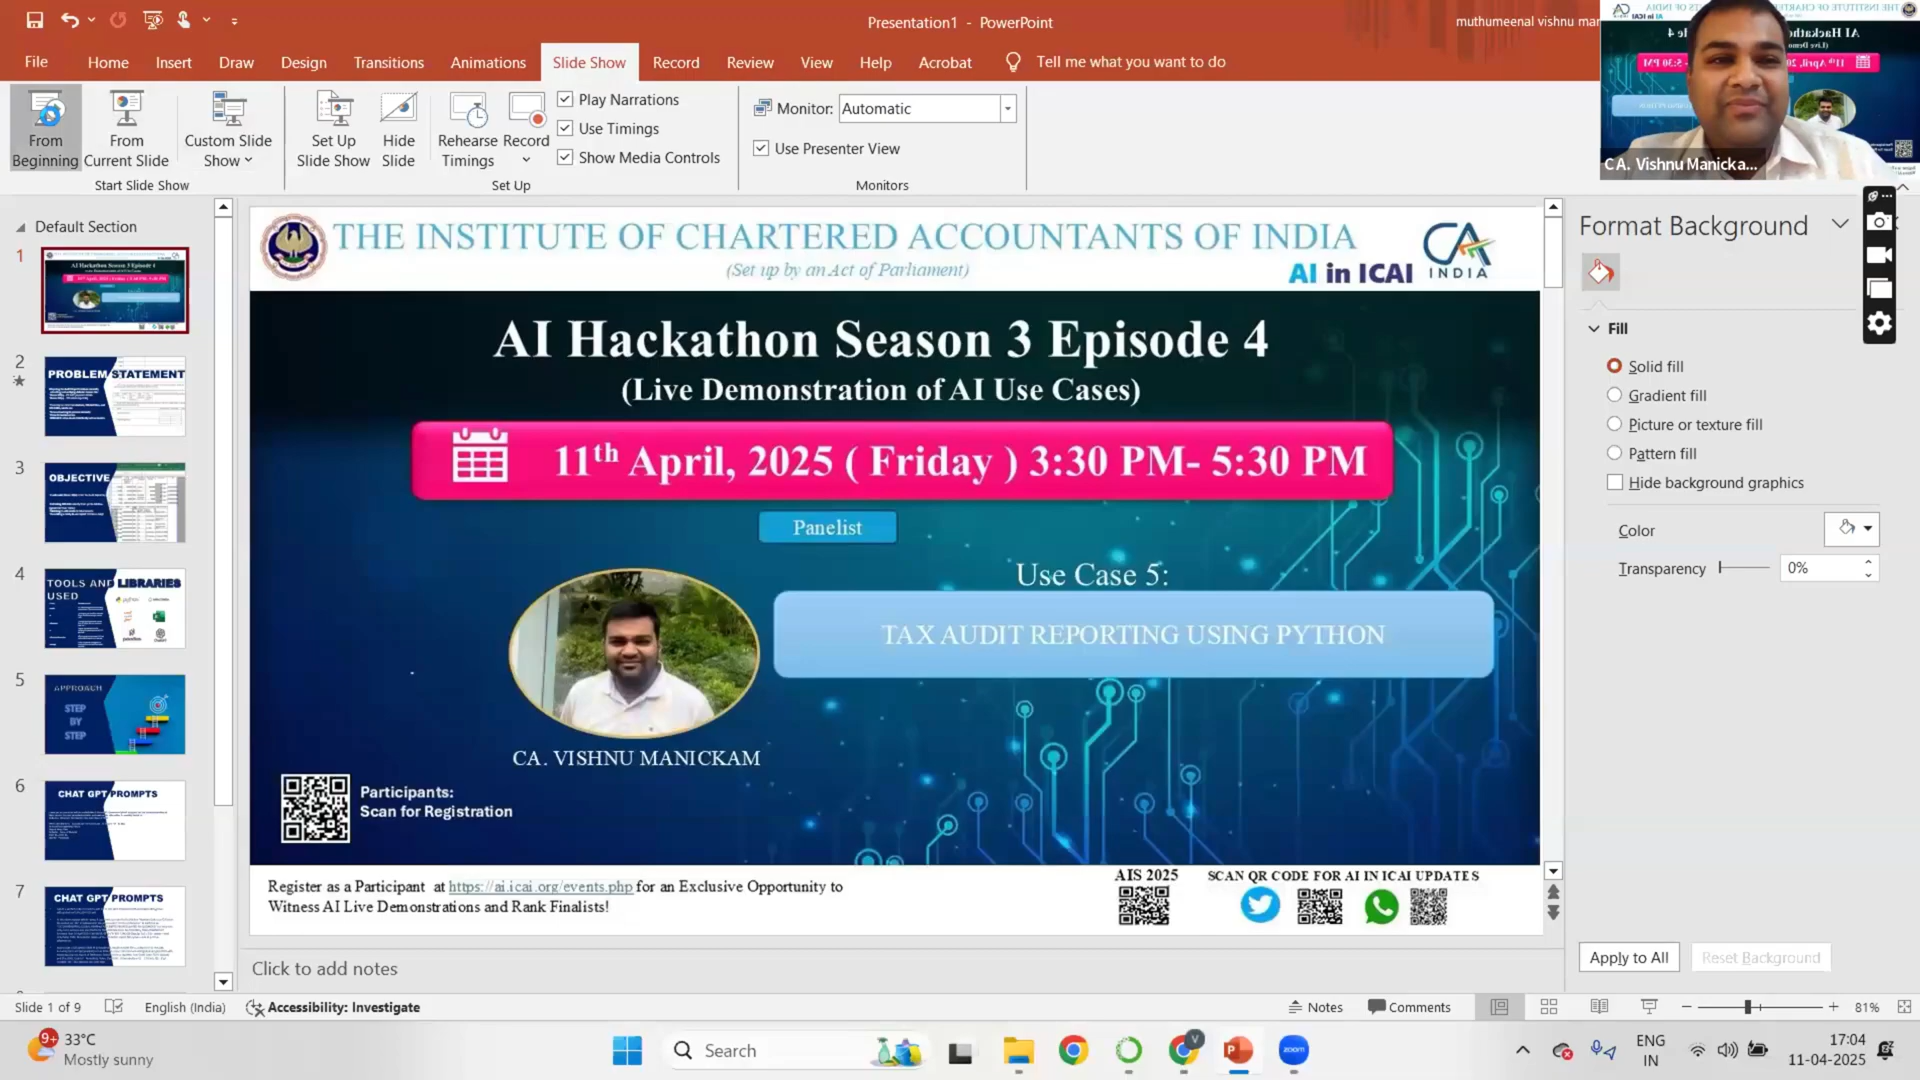 Presentation1 - PowerPoint
muthumeenal vishnu mar
File
Home
Insert
Draw
Design
Transitions
Animations
Slide Show
Record
Review
View
Help
Acrobat
Tell me what you want to do
From Beginning
From Current Slide
Custom Slide Show
Start Slide Show
Set Up Slide Show
Hide Slide
Rehearse Timings
Record
Play Narrations
Use Timings
Show Media Controls
Set Up
Monitor: Automatic
Use Presenter View
Monitors
CA. Vishnu Manicka...
Default Section
1
2
PROBLEM STATEMENT
3
OBJECTIVE
4
TOOLS AND LIBRARIES
USED
5
APPROACH
STEP
BY
STEP
6
CHAT GPT PROMPTS
7
CHAT GPT PROMPTS
THE INSTITUTE OF CHARTERED ACCOUNTANTS OF INDIA
(Set up by an Act of Parliament)
AI in ICAI
CA
INDIA
AI Hackathon Season 3 Episode 4
(Live Demonstration of AI Use Cases)
11th April, 2025 ( Friday ) 3:30 PM- 5:30 PM
Panelist
Use Case 5:
TAX AUDIT REPORTING USING PYTHON
CA. VISHNU MANICKAM
Participants:
Scan for Registration
Register as a Participant at https://ai.icai.org/events.php for an Exclusive Opportunity to
Witness AI Live Demonstrations and Rank Finalists!
AIS 2025
SCAN QR CODE FOR AI IN ICAI UPDATES
Click to add notes
Format Background
Fill
Solid fill
Gradient fill
Picture or texture fill
Pattern fill
Hide background graphics
Color
Transparency
0%
Apply to All
Reset Background
Slide 1 of 9
English (India)
Accessibility: Investigate
Notes
Comments
81%
9+
33°C
Mostly sunny
Search
V
zoom
ENG
IN
17:04
11-04-2025